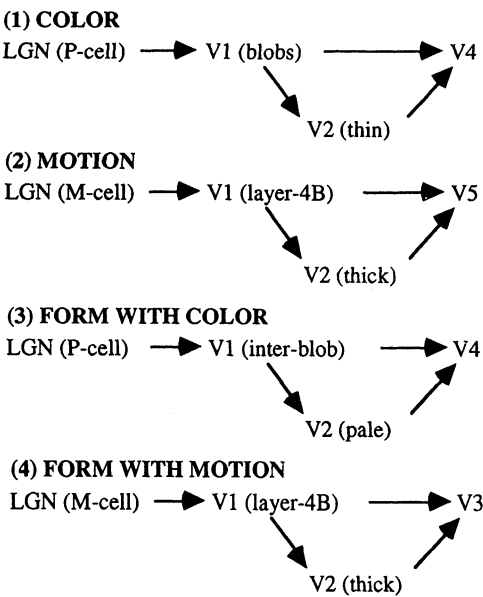 (1) COLOR
LGN (P-cell) V1 (blobs) V4
V2 (thin)
(2) MOTION
LGN (M-cell) V1 (layer-4B) V5
V2 (thick)
(3) FORM WITH COLOR
LGN (P-cell) V1 (inter-blob) V4
V2 (pale)
(4) FORM WITH MOTION
LGN (M-cell) V1 (layer-4B) V3
V2 (thick)